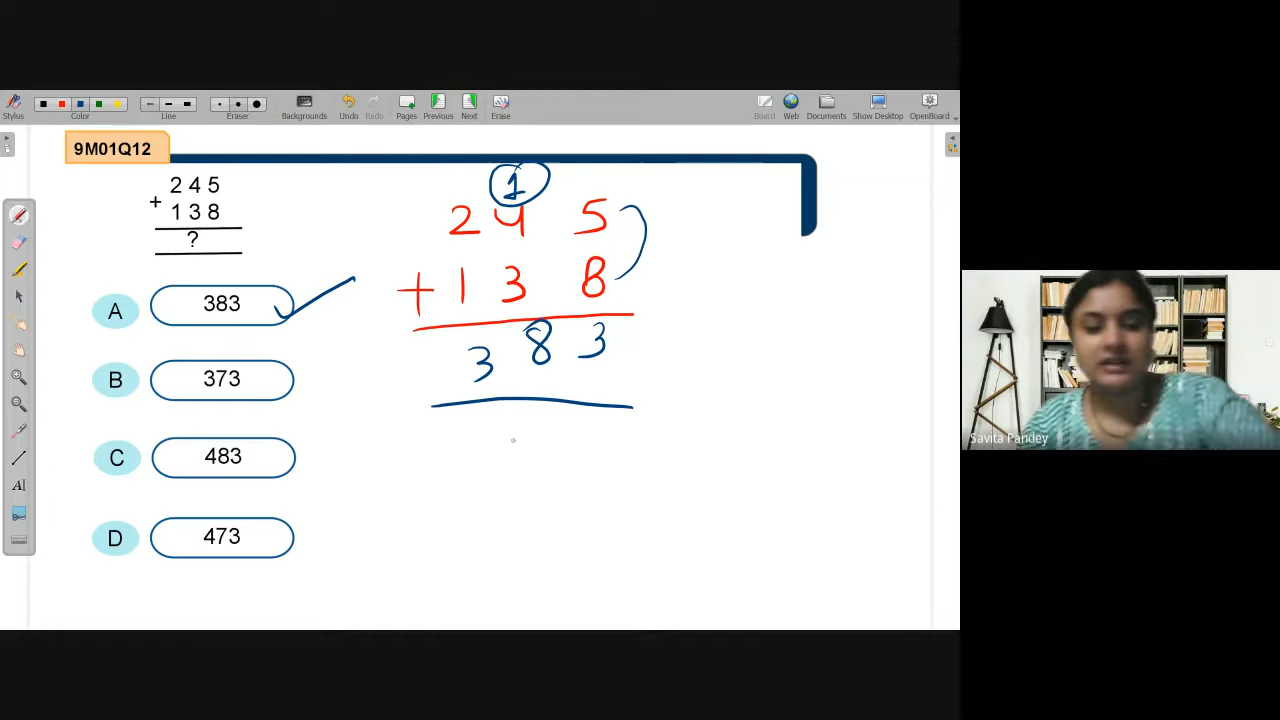 Stylus
Color
Line
Eraser
Backgrounds
Undo
Redo
Pages
Previous
Next
Erase
Board
Web
Documents
Show Desktop
OpenBoard
9M01Q12
2 4 5
+ 1 3 8
?
A 383
B 373
C 483
D 473
1
2 4 5
+ 1 3 8
3 8 3
Savita Pandey